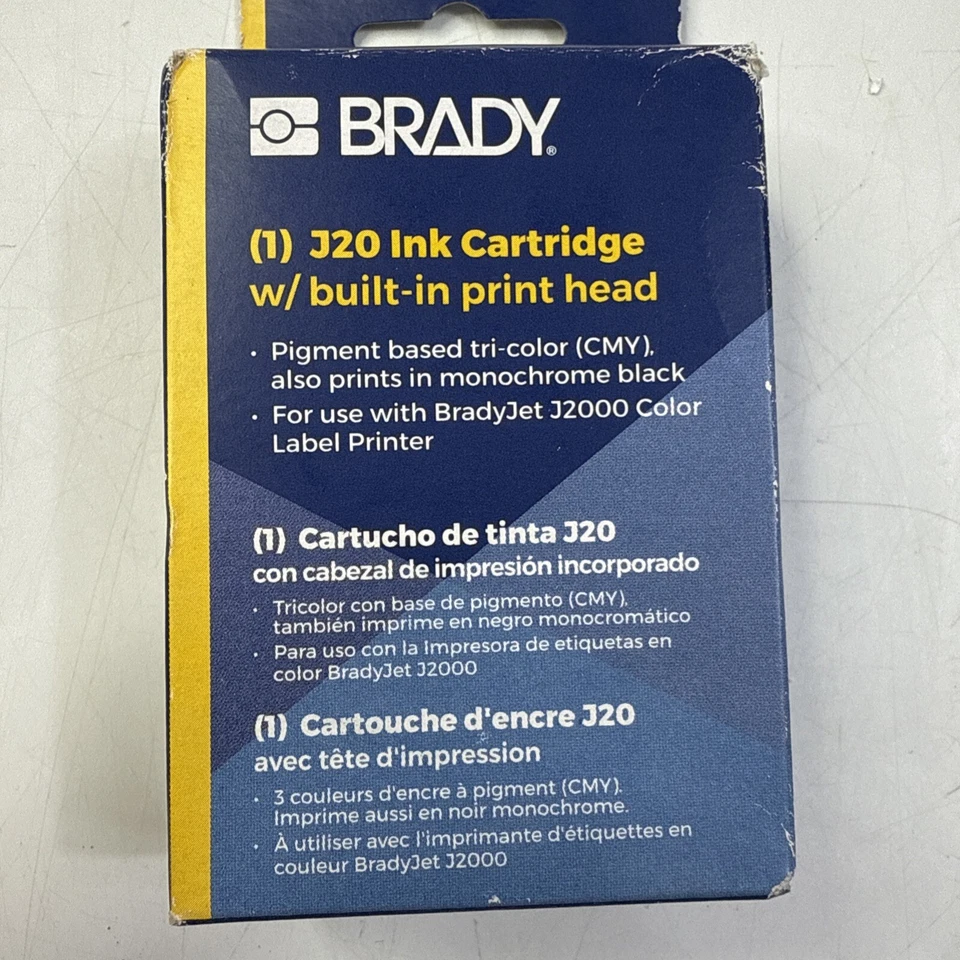 BRADY®
(1) J20 Ink Cartridge
w/ built-in print head
• Pigment based tri-color (CMY),
also prints in monochrome black
• For use with BradyJet J2000 Color
Label Printer
(1) Cartucho de tinta J20
con cabezal de impresión incorporado
• Tricolor con base de pigmento (CMY),
también imprime en negro monocromático
• Para uso con la Impresora de etiquetas en
color BradyJet J2000
(1) Cartouche d'encre J20
avec tête d'impression
• 3 couleurs d'encre à pigment (CMY).
Imprime aussi en noir monochrome.
• À utiliser avec l'imprimante d'étiquettes en
couleur BradyJet J2000